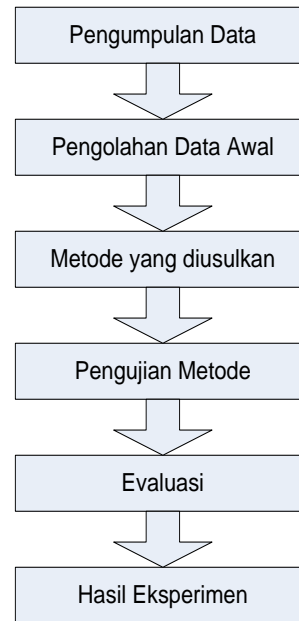 Pengumpulan Data
Pengolahan Data Awal
Metode yang diusulkan
Pengujian Metode
Evaluasi
Hasil Eksperimen